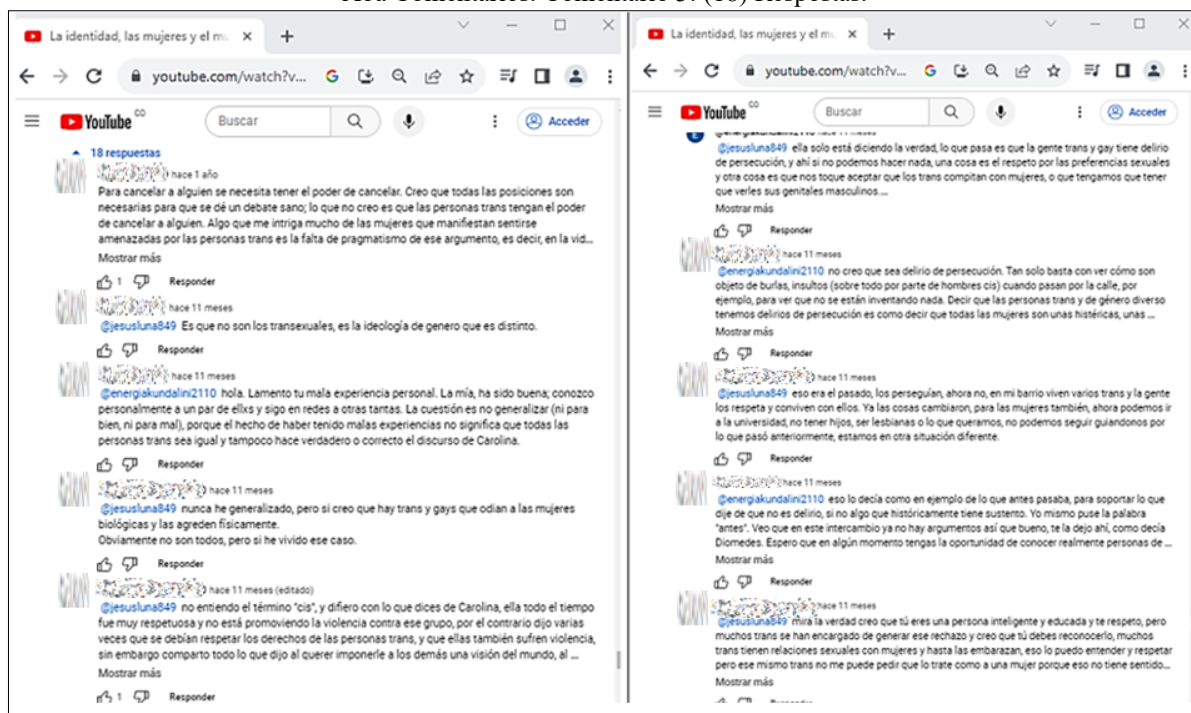 Área Comentarios. Comentario 3. (18) Respostas.
La identidad, las mujeres y el mu
youtube.com/watch?v...
YouTube CO
Buscar
Acceder
18 respuestas
hace 1 año
Para cancelar a alguien se necesita tener el poder de cancelar. Creo que todas las posiciones son
necesarias para que se dé un debate sano; lo que no creo es que las personas trans tengan el poder
de cancelar a alguien. Algo que me intriga mucho de las mujeres que manifiestan sentirse
amenazadas por las personas trans es la falta de pragmatismo de ese argumento, es decir, en la vid...
Mostrar más
1 Responder
hace 11 meses
@jesusluna849 Es que no son los transexuales, es la ideología de genero que es distinto.
Responder
hace 11 meses
@energiakundalini2110 hola. Lamento tu mala experiencia personal. La mía, ha sido buena; conozco
personalmente a un par de ellxs y sigo en redes a otras tantas. La cuestión es no generalizar (ni para
bien, ni para mal), porque el hecho de haber tenido malas experiencias no significa que todas las
personas trans sea igual y tampoco hace verdadero o correcto el discurso de Carolina.
Responder
hace 11 meses
@jesusluna849 nunca he generalizado, pero si creo que hay trans y gays que odian a las mujeres
biológicas y las agreden físicamente.
Obviamente no son todos, pero si he vivido ese caso.
Responder
hace 11 meses (editado)
@jesusluna849 no entiendo el término "cis", y difiero con lo que dices de Carolina, ella todo el tiempo
fue muy respetuosa y no está promoviendo la violencia contra ese grupo, por el contrario dijo varias
veces que se debían respetar los derechos de las personas trans, y que ellas también sufren violencia,
sin embargo comparto todo lo que dijo al querer imponerle a los demás una visión del mundo, al ...
Mostrar más
1 Responder
La identidad, las mujeres y el mu
youtube.com/watch?v...
YouTube CO
Buscar
Acceder
E
@energiakundalini2110 hace 11 meses
@jesusluna849 ella solo está diciendo la verdad, lo que pasa es que la gente trans y gay tiene delirio
de persecución, y ahí si no podemos hacer nada, una cosa es el respeto por las preferencias sexuales
y otra cosa es que nos toque aceptar que los trans compitan con mujeres, o que tengamos que tener
que verles sus genitales masculinos....
Mostrar más
Responder
hace 11 meses
@energiakundalini2110 no creo que sea delirio de persecución. Tan solo basta con ver cómo son
objeto de burlas, insultos (sobre todo por parte de hombres cis) cuando pasan por la calle, por
ejemplo, para ver que no se están inventando nada. Decir que las personas trans y de género diverso
tenemos delirios de persecución es como decir que todas las mujeres son unas histéricas, unas ...
Mostrar más
Responder
hace 11 meses
@jesusluna849 eso era el pasado, los perseguían, ahora no, en mi barrio viven varios trans y la gente
los respeta y conviven con ellos. Ya las cosas cambiaron, para las mujeres también, ahora podemos ir
a la universidad, no tener hijos, ser lesbianas o lo que queramos, no podemos seguir guiandonos por
lo que pasó anteriormente, estamos en otra situación diferente.
Responder
hace 11 meses
@energiakundalini2110 eso lo decía como en ejemplo de lo que antes pasaba, para soportar lo que
dije de que no es delirio, si no algo que históricamente tiene sustento. Yo mismo puse la palabra
"antes". Veo que en este intercambio ya no hay argumentos así que bueno, te la dejo ahí, como decía
Diomedes. Espero que en algún momento tengas la oportunidad de conocer realmente personas de ...
Mostrar más
Responder
hace 11 meses
@jesusluna849 mira la verdad creo que tú eres una persona inteligente y educada y te respeto, pero
muchos trans se han encargado de generar ese rechazo y creo que tú debes reconocerlo, muchos
trans tienen relaciones sexuales con mujeres y hasta las embarazan, eso lo puedo entender y respetar
pero ese mismo trans no me puede pedir que lo trate como a una mujer porque eso no tiene sentido...
Mostrar más
Responder